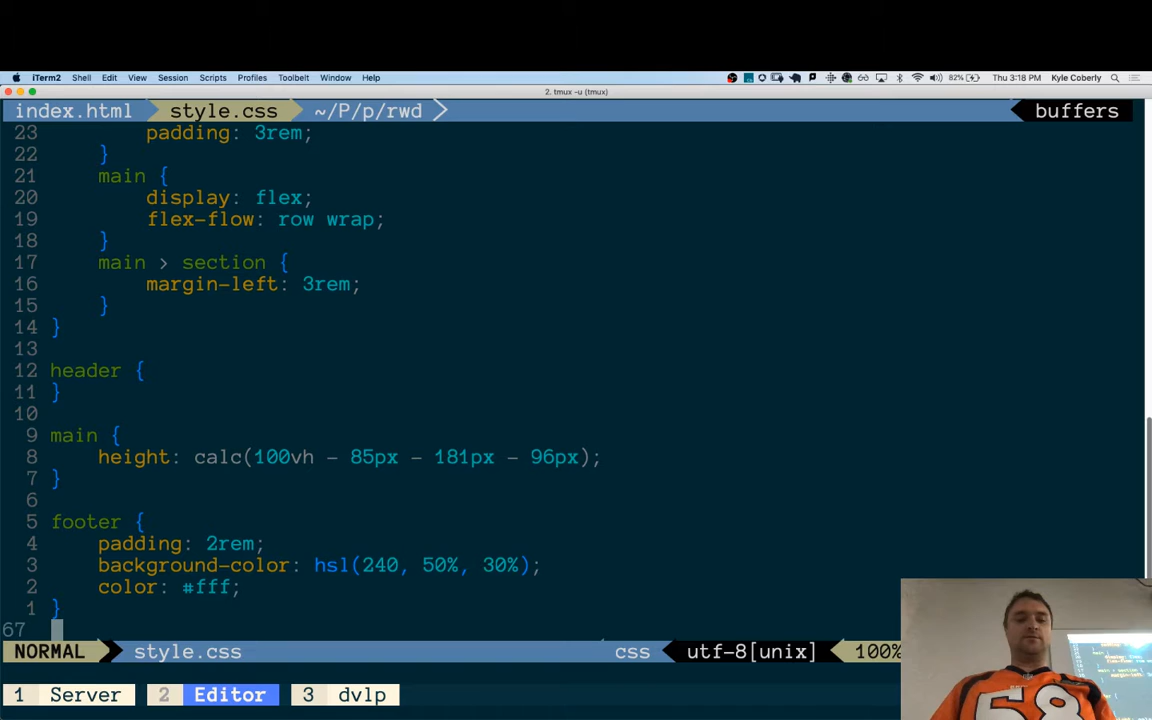 iTerm2 Shell Edit View Session Scripts Profiles Toolbelt Window Help 82% Thu 3:18 PM Kyle Coberly
2. tmux -u (tmux)
index.html style.css ~/P/p/rwd buffers
23 padding: 3rem;
22 }
21 main {
20 display: flex;
19 flex-flow: row wrap;
18 }
17 main > section {
16 margin-left: 3rem;
15 }
14 }
13
12 header {
11 }
10
9 main {
8 height: calc(100vh - 85px - 181px - 96px);
7 }
6
5 footer {
4 padding: 2rem;
3 background-color: hsl(240, 50%, 30%);
2 color: #fff;
1 }
67
NORMAL style.css css utf-8[unix] 100%
1 Server 2 Editor 3 dvlp
58